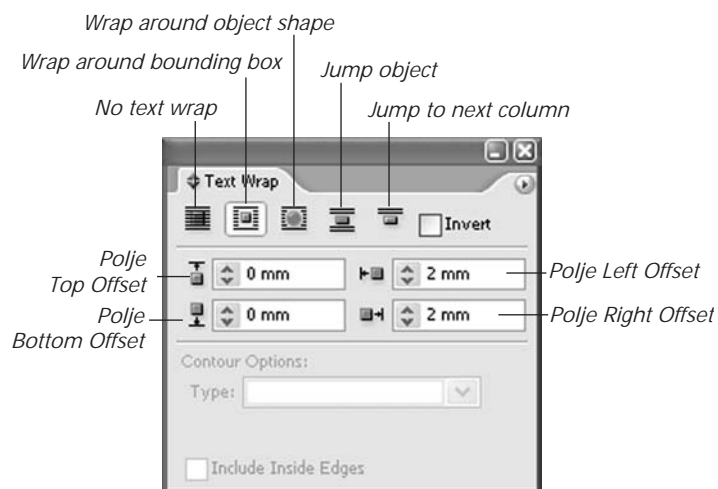 Wrap around object shape
Wrap around bounding box
Jump object
No text wrap
Jump to next column
Text Wrap
Invert
Polje
Top Offset
0 mm
2 mm
Polje Left Offset
Polje
Bottom Offset
0 mm
2 mm
Polje Right Offset
Contour Options:
Type:
Include Inside Edges